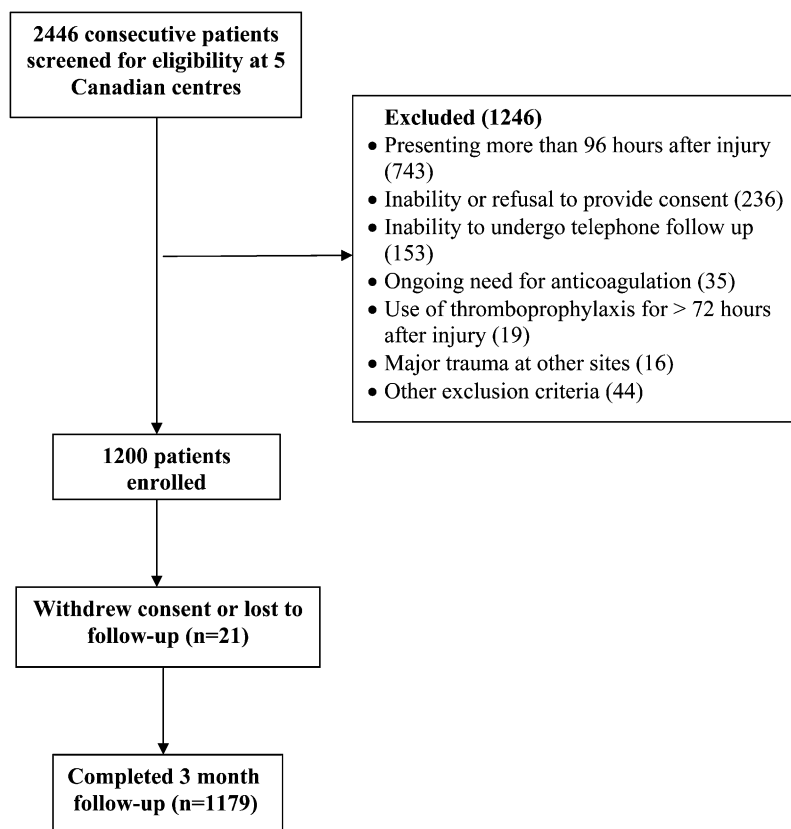 2446 consecutive patients
screened for eligibility at 5
Canadian centres
Excluded (1246)
• Presenting more than 96 hours after injury
(743)
• Inability or refusal to provide consent (236)
• Inability to undergo telephone follow up
(153)
• Ongoing need for anticoagulation (35)
• Use of thromboprophylaxis for > 72 hours
after injury (19)
• Major trauma at other sites (16)
• Other exclusion criteria (44)
1200 patients
enrolled
Withdrew consent or lost to
follow-up (n=21)
Completed 3 month
follow-up (n=1179)